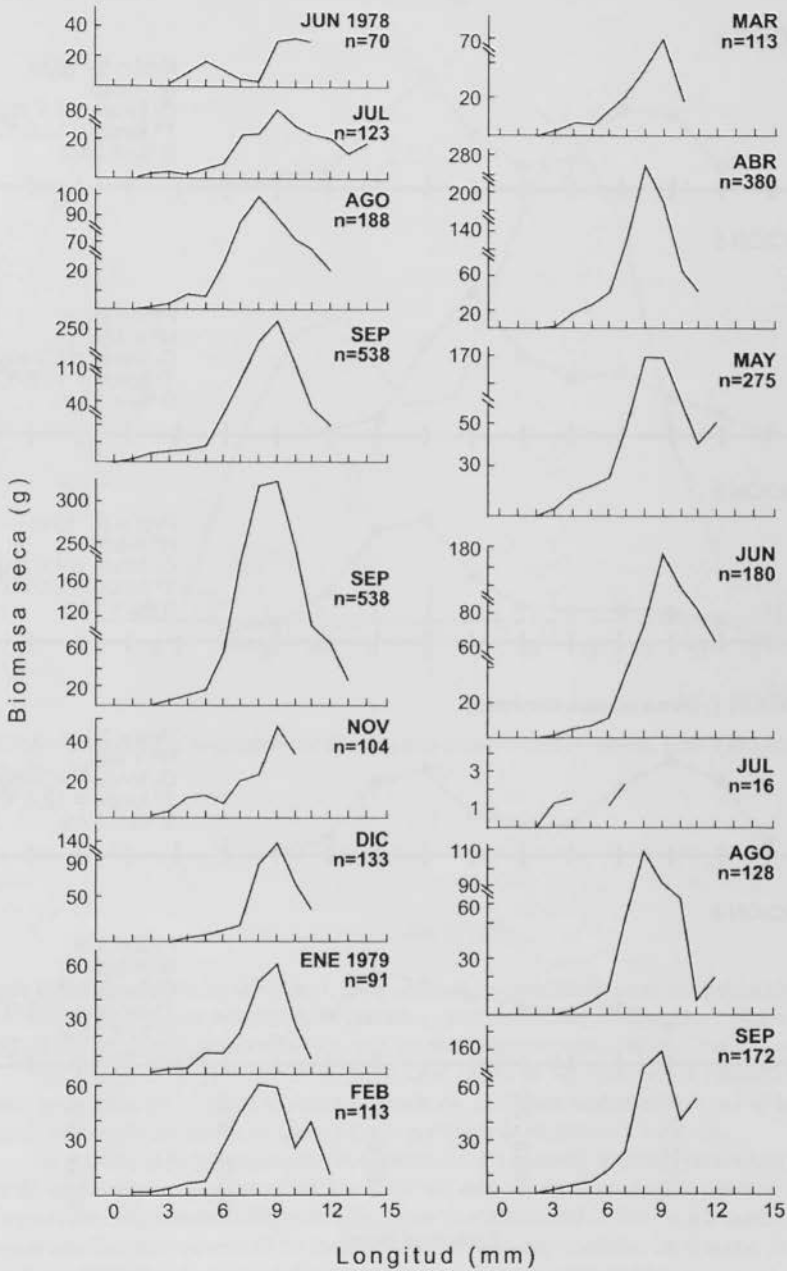 JUN 1978
n=70
40
20
JUL
n=123
80
20
AGO
n=188
100
90
70
20
SEP
n=538
250
110
40
SEP
n=538
300
250
160
120
60
20
NOV
n=104
40
20
DIC
n=133
140
90
50
ENE 1979
n=91
60
30
FEB
n=113
60
30
0 3 6 7 9 12 15
MAR
n=113
70
20
ABR
n=380
280
200
140
60
20
MAY
n=275
170
50
30
JUN
n=180
180
80
60
20
JUL
n=16
3
1
AGO
n=128
110
90
60
30
SEP
n=172
160
60
30
0 3 6 7 9 12 15
Biomasa seca (g)
Longitud (mm)